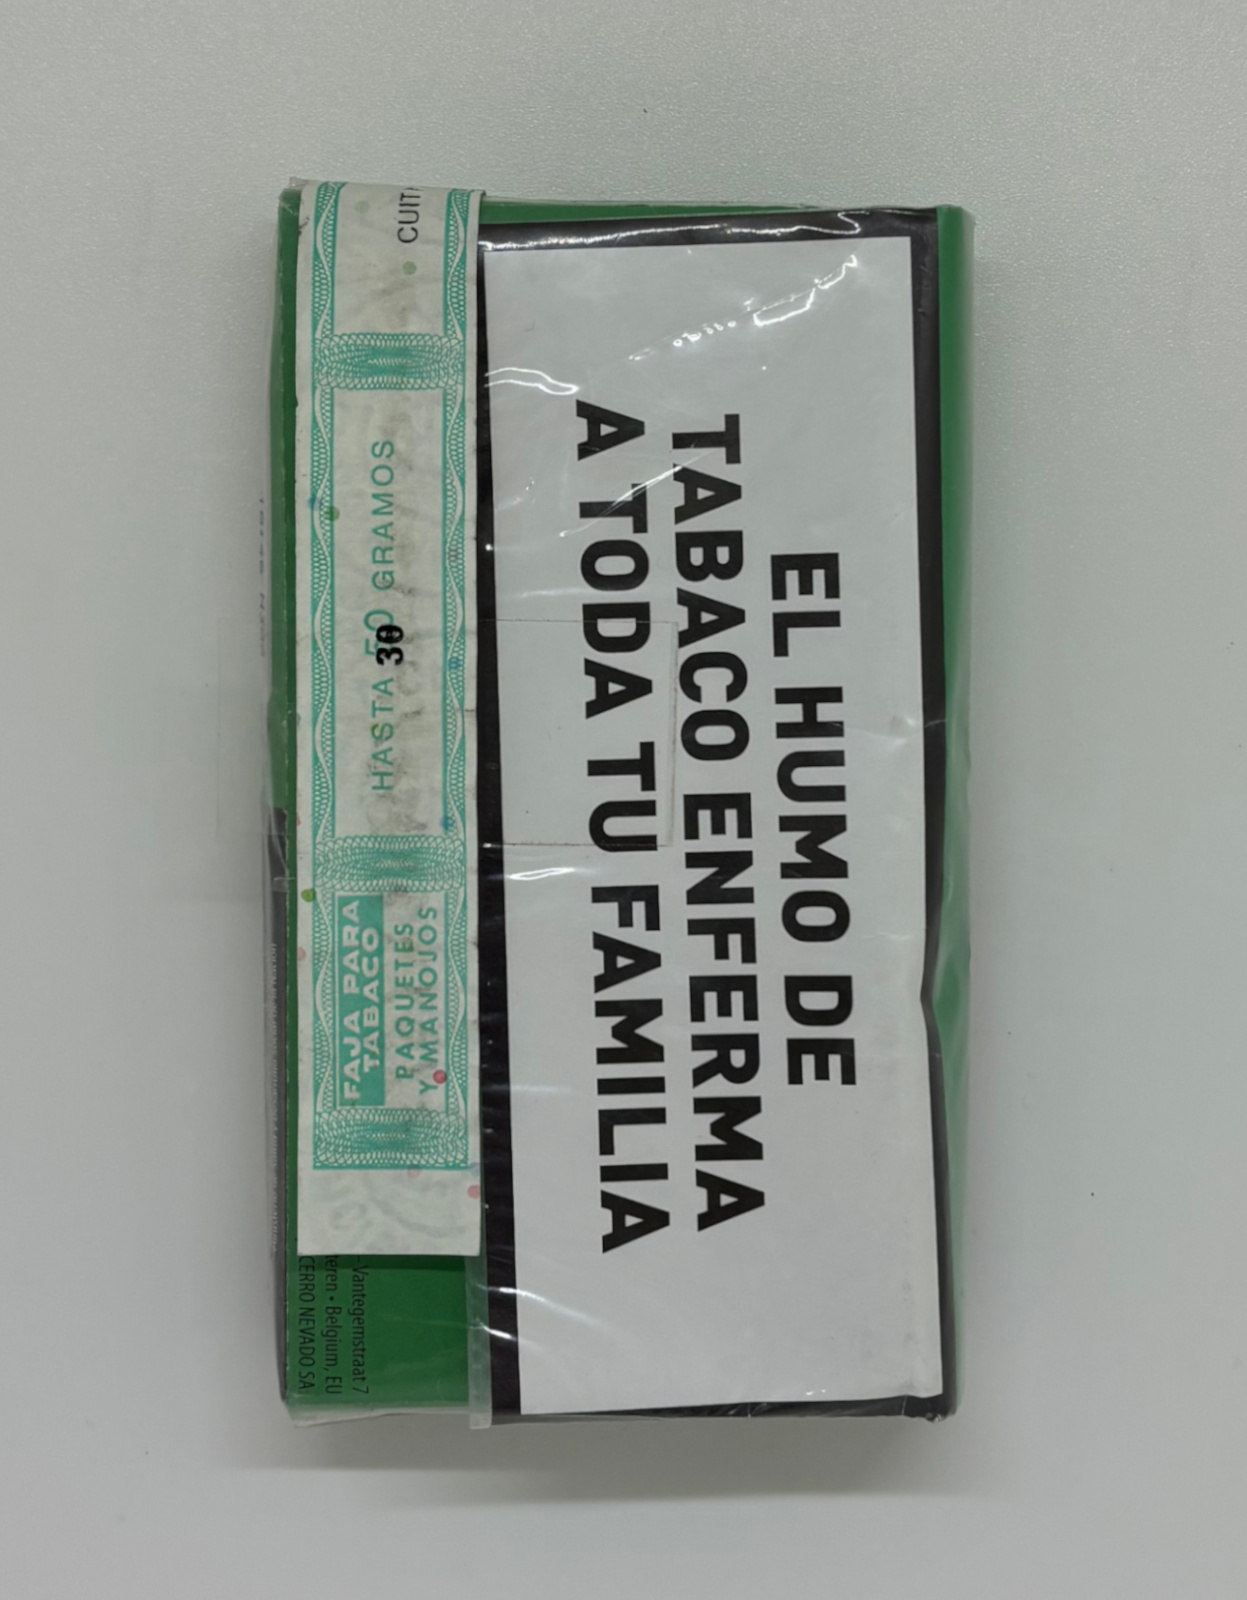 EL HUMO DE
TABACO ENFERMA
A TODA TU FAMILIA
CUIT
HASTA 50 GRAMOS
30
FAJA PARA
TABACO
PAQUETES
Y MANOJOS
- Vantegemstraat 7
teren • Belgium, EU
CERRO NEVADO SA.